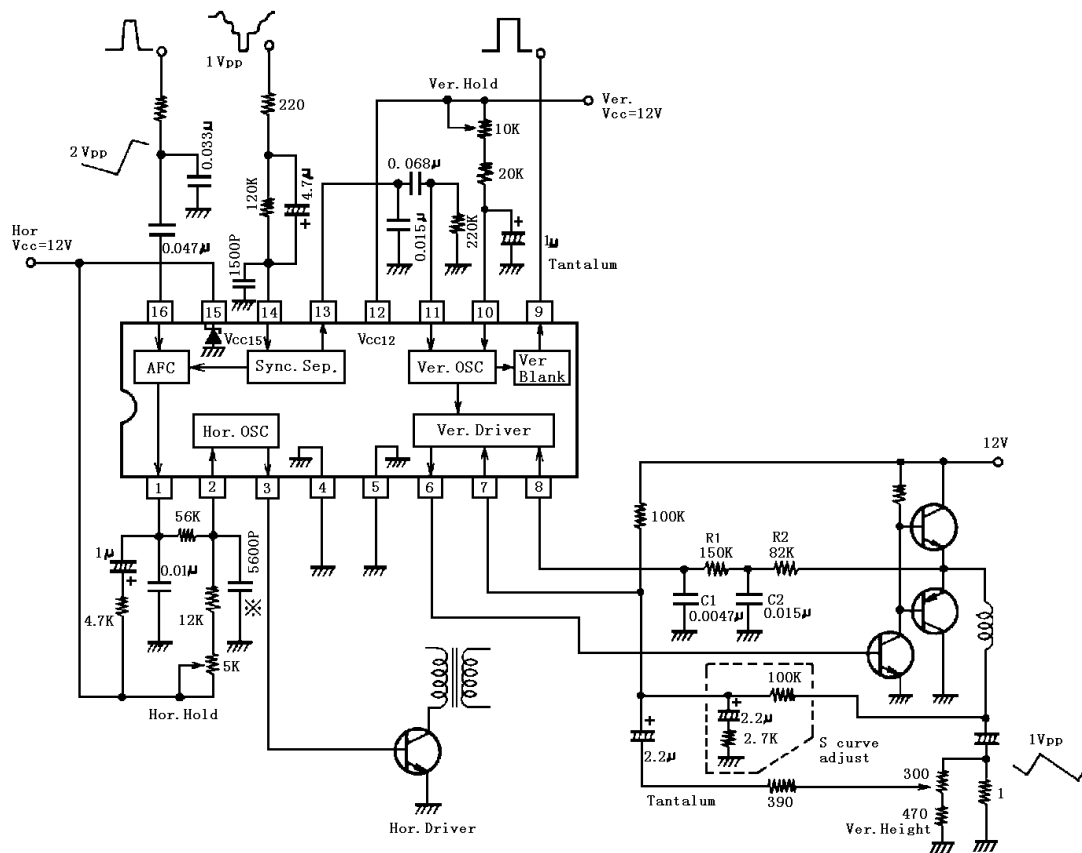 1Vpp
220
Ver.Hold
Ver.
Vcc=12V
10K
2Vpp
0.033μ
120K
4.7μ
+
0.068μ
20K
Hor
Vcc=12V
0.047μ
1500P
0.015μ
220K
+
1μ
Tantalum
16
15
14
13
12
11
10
9
Vcc15
Vcc12
AFC
Sync.Sep.
Ver.OSC
Ver
Blank
Hor.OSC
Ver.Driver
12V
1
2
3
4
5
6
7
8
56K
100K
R1
150K
R2
82K
1μ
+
0.01μ
5600P
※
C1
0.0047μ
C2
0.015μ
4.7K
12K
5K
Hor.Hold
100K
+
2.2μ
2.7K
S curve
adjust
+
2.2μ
1Vpp
Tantalum
390
300
1
470
Ver.Height
Hor.Driver